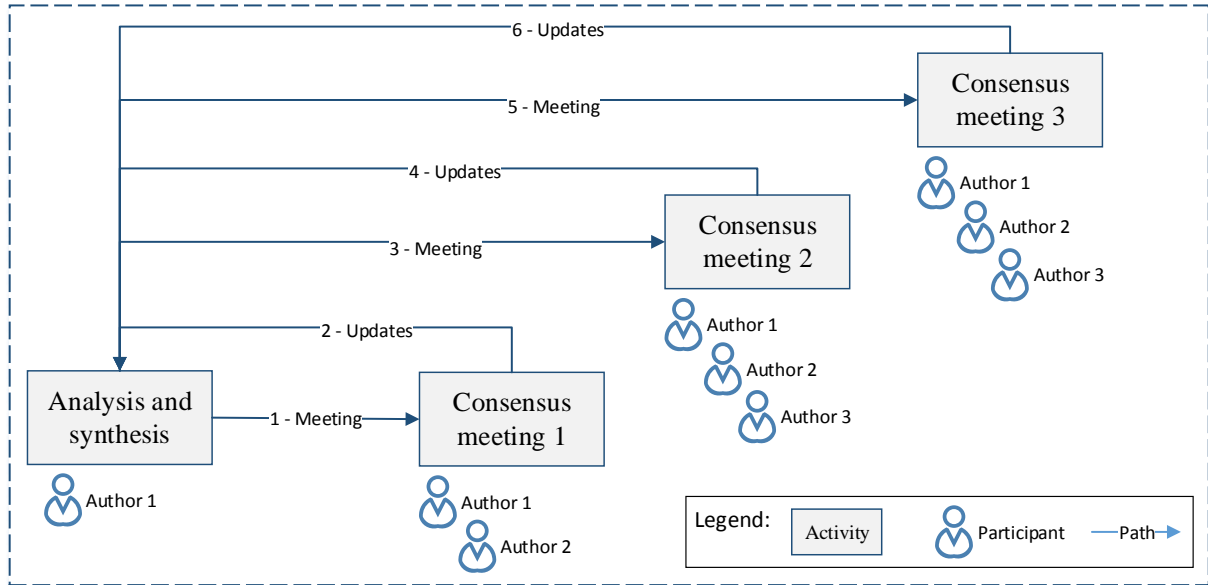 6 - Updates
Consensus
meeting 3
5 - Meeting
Author 1
Author 2
Author 3
4 - Updates
Consensus
meeting 2
3 - Meeting
Author 1
Author 2
Author 3
2 - Updates
Analysis and
synthesis
1 - Meeting
Consensus
meeting 1
Author 1
Author 1
Author 2
Legend:
Activity
Participant
Path